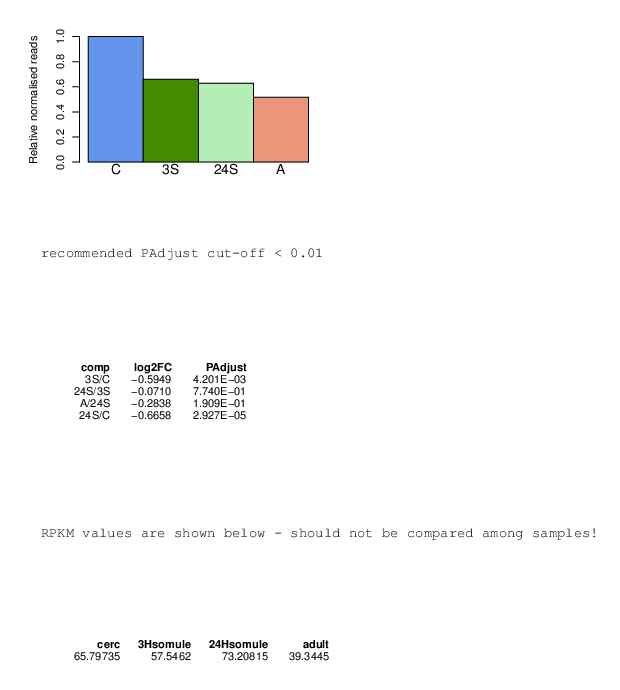 Relative normalised reads
1.0
0.8
0.6
0.4
0.2
0.0
C 3S 24S A
recommended PAdjust cut-off < 0.01
comp log2FC PAdjust
3S/C −0.5949 4.201E−03
24S/3S −0.0710 7.740E−01
A/24S −0.2838 1.909E−01
24S/C −0.6658 2.927E−05
RPKM values are shown below - should not be compared among samples!
cerc 3Hsomule 24Hsomule adult
65.79735 57.5462 73.20815 39.3445